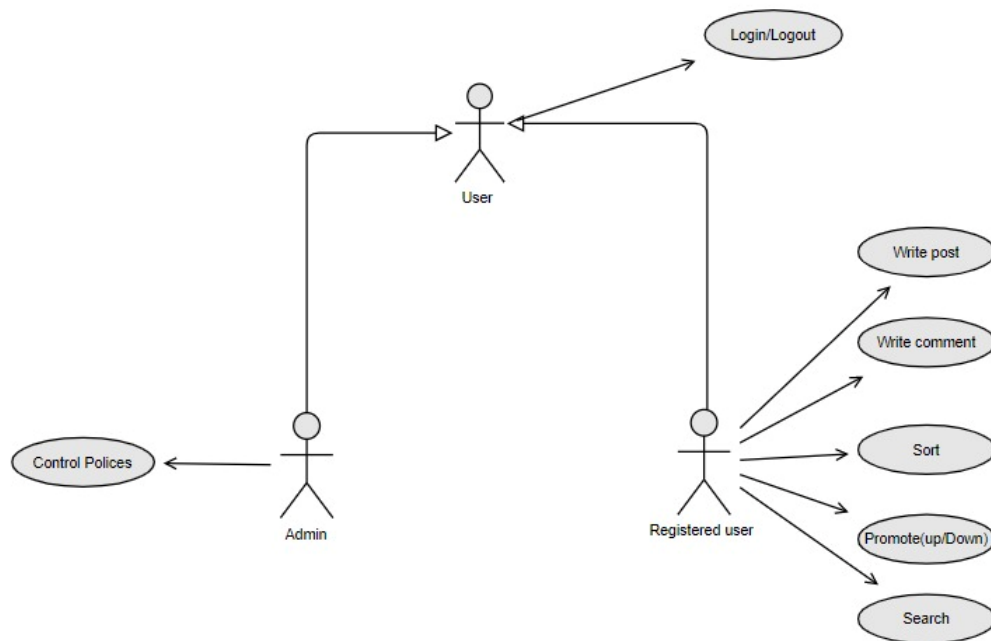 Login/Logout
User
Write post
Write comment
Control Polices
Sort
Admin
Registered user
Promote(up/Down)
Search